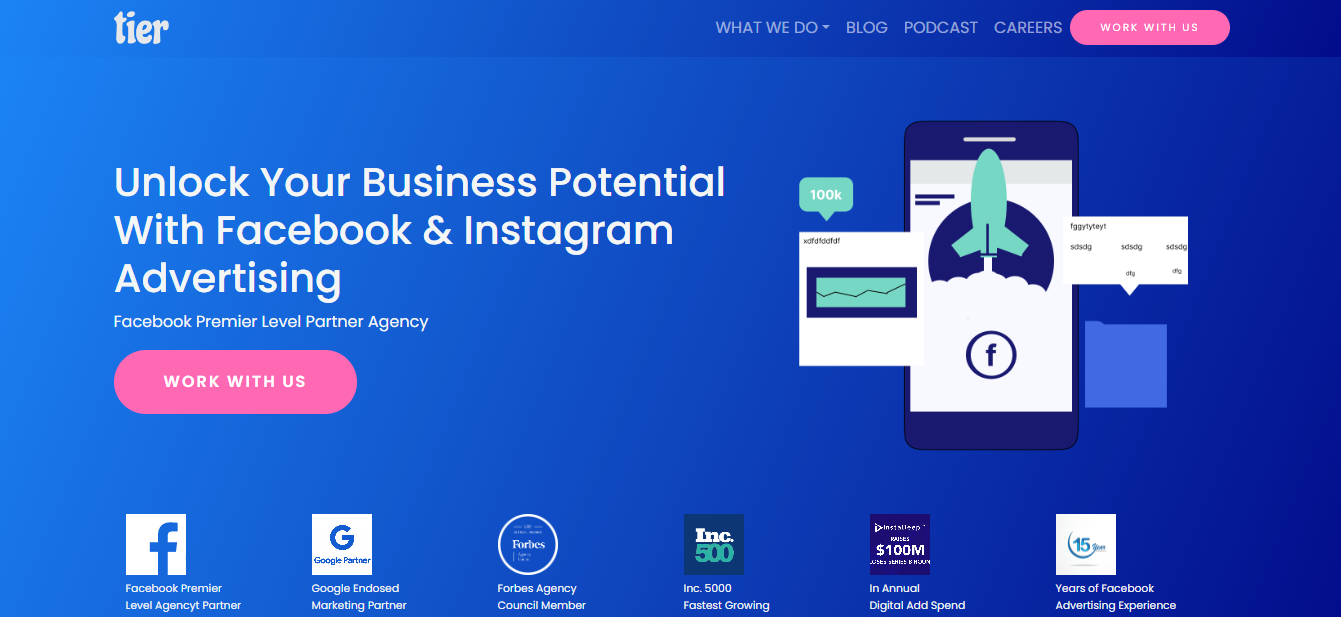 tier
WHAT WE DO
BLOG
PODCAST
CAREERS
WORK WITH US
Unlock Your Business Potential
With Facebook & Instagram
Advertising
Facebook Premier Level Partner Agency
WORK WITH US
100k
xdfdfddfdf
fggytyteyt
sdsdg sdsdg sdsdg
dfg dfg
f
f
Facebook Premier
Level Agencyt Partner
G
Google Partner
Google Endosed
Marketing Partner
Forbes
Agency
Forbes Agency
Council Member
Inc.
500
Inc. 5000
Fastest Growing
instaleep
RAISES
$100M
In Annual
Digital Add Spend
15 Years
Years of Facebook
Advertising Experience